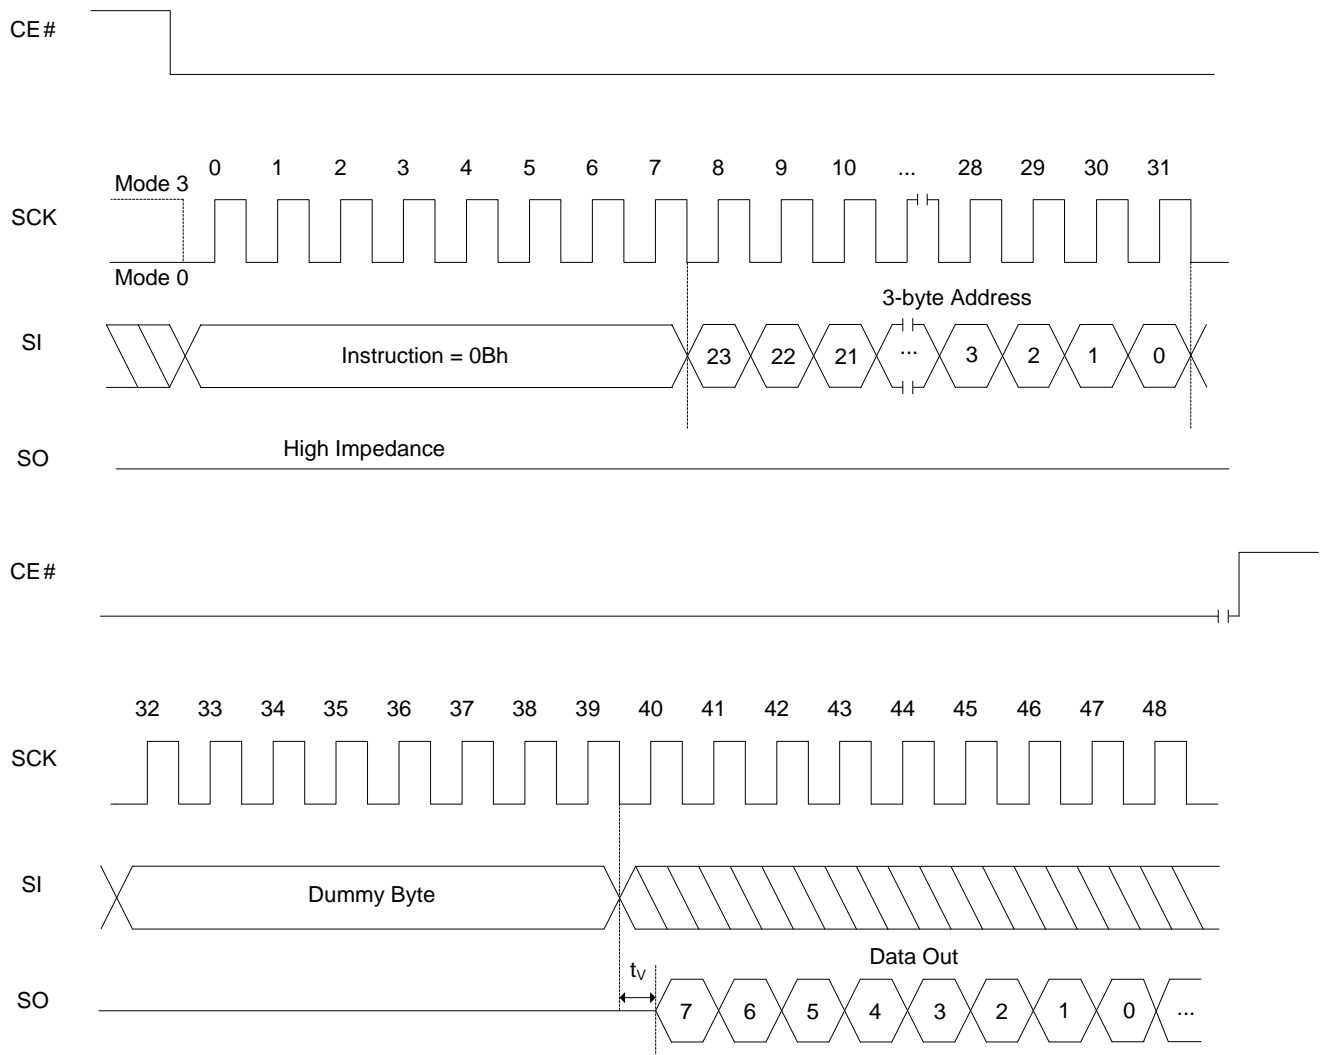 CE#
0 1 2 3 4 5 6 7 8 9 10 ... 28 29 30 31
Mode 3
SCK
Mode 0
3-byte Address
SI
Instruction = 0Bh
23 22 21 ... 3 2 1 0
High Impedance
SO
CE#
32 33 34 35 36 37 38 39 40 41 42 43 44 45 46 47 48
SCK
SI
Dummy Byte
Data Out
tV
SO
7 6 5 4 3 2 1 0 ...